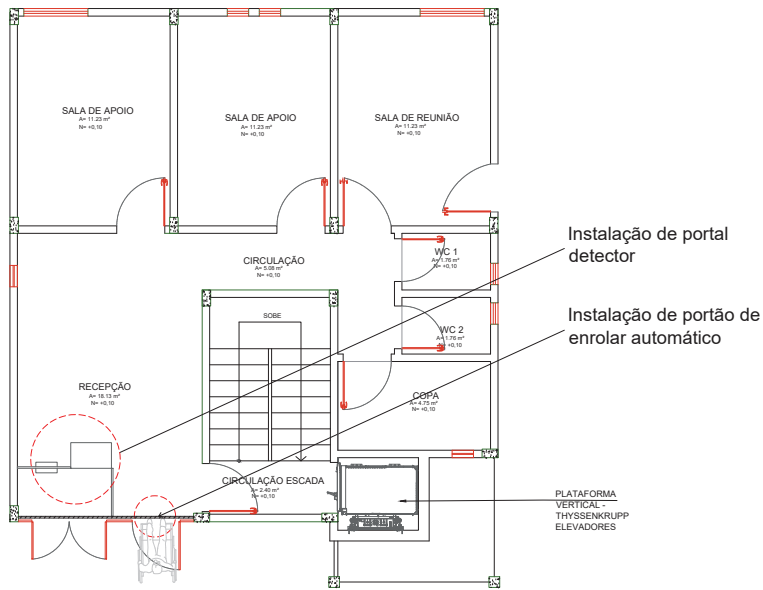 SALA DE APOIO
A= 11.23 m²
N= +0,10
SALA DE APOIO
A= 11.23 m²
N= +0,10
SALA DE REUNIÃO
A= 11.23 m²
N= +0,10
Instalação de portal
detector
WC 1
A= 1.76 m²
N= +0,10
CIRCULAÇÃO
A= 5.08 m²
N= +0,10
Instalação de portão de
enrolar automático
SOBE
WC 2
A= 1.76 m²
N= +0,10
RECEPÇÃO
A= 18.13 m²
N= +0,10
COPA
A= 4.75 m²
N= +0,10
CIRCULAÇÃO ESCADA
A= 2.40 m²
N= +0,10
PLATAFORMA
VERTICAL -
THYSSENKRUPP
ELEVADORES